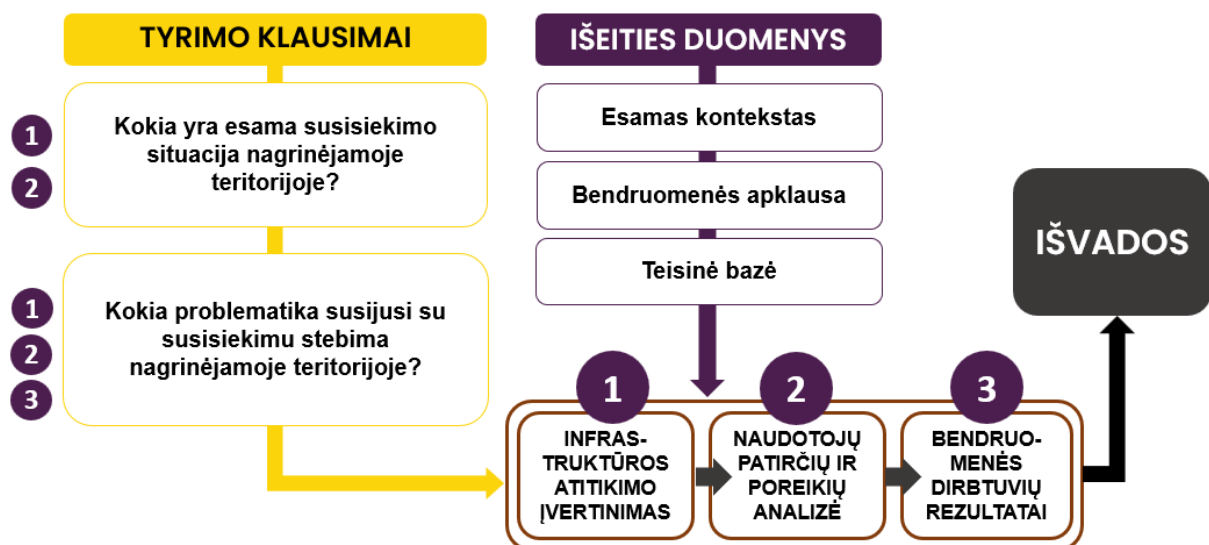 TYRIMO KLAUSIMAI
1
2
Kokia yra esama susisiekimo
situacija nagrinėjamoje
teritorijoje?
1
2
3
Kokia problematika susijusi su
susisiekimu stebima
nagrinėjamoje teritorijoje?
IŠEITIES DUOMENYS
Esamas kontekstas
Bendruomenės apklausa
Teisinė bazė
1
INFRAS-
TRUKTŪROS
ATITIKIMO
ĮVERTINIMAS
2
NAUDOTOJŲ
PATIRČIŲ IR
POREIKIŲ
ANALIZĖ
3
BENDRUO-
MENĖS
DIRBTUVIŲ
REZULTATAI
IŠVADOS